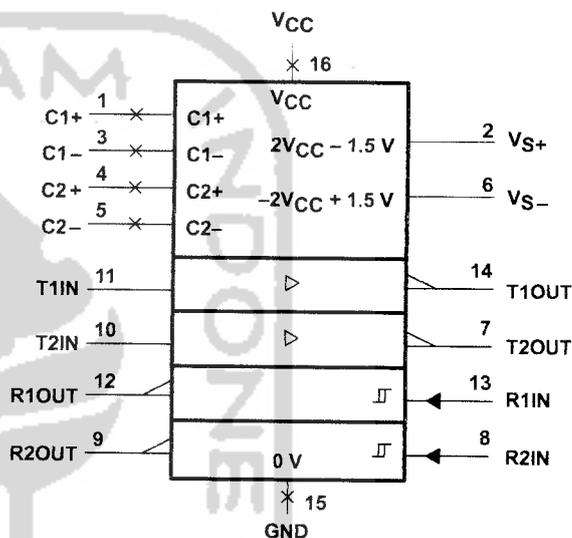 VCC
16
VCC
C1+ 1 C1+
C1– 3 C1–
2VCC – 1.5 V 2 VS+
C2+ 4 C2+
–2VCC + 1.5 V 6 VS–
C2– 5 C2–
T1IN 11 14 T1OUT
T2IN 10 7 T2OUT
R1OUT 12 13 R1IN
R2OUT 9 8 R2IN
0 V
15
GND
AM
INDONE